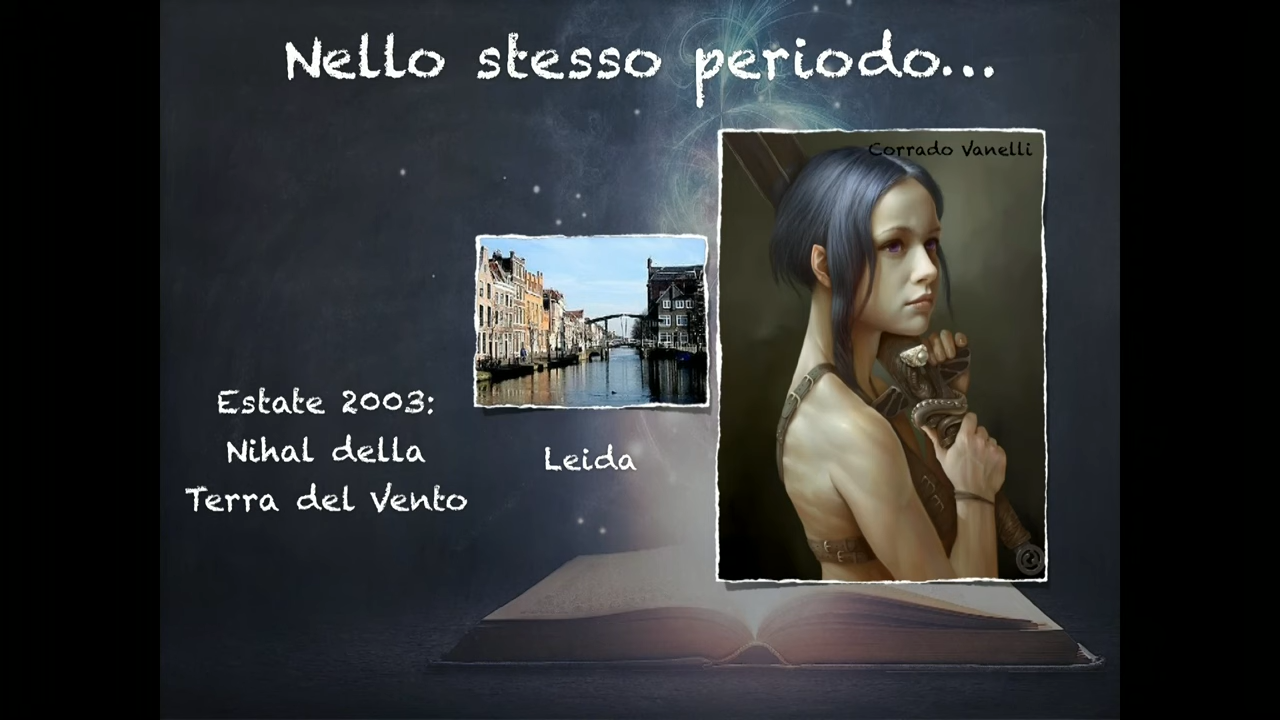 Nello stesso periodo...
Corrado Vanelli
Estate 2003:
Nihal della
Terra del Vento
Leida